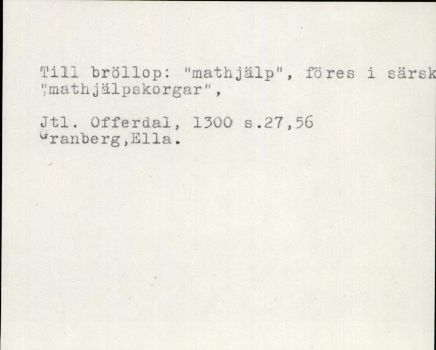 Till bröllop: "mathjälp", föres i särsk
"mathjälpskorgar",
Jtl. Offerdal, 1300 s.27,56
Granberg,Ella.